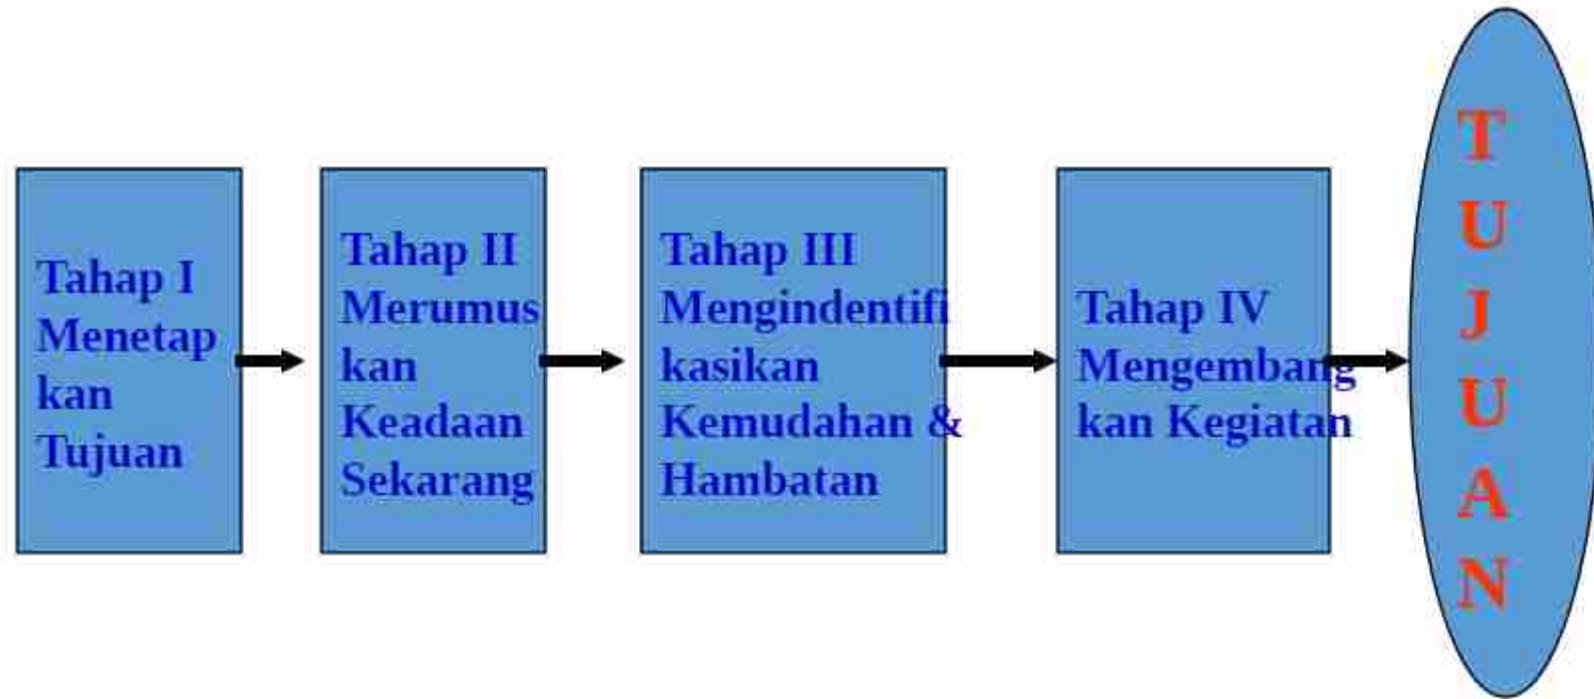 Tahap I
Menetap
kan
Tujuan
Tahap II
Merumus
kan
Keadaan
Sekarang
Tahap III
Mengindentifi
kasikan
Kemudahan &
Hambatan
Tahap IV
Mengembang
kan Kegiatan
T
U
J
U
A
N